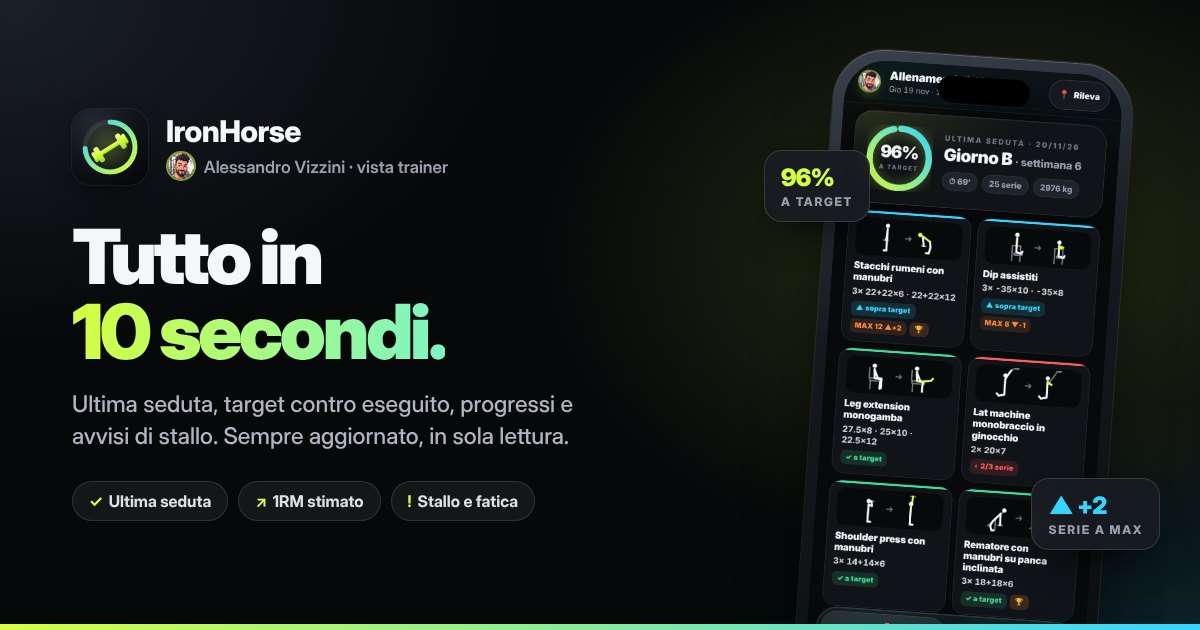 IronHorse
Alessandro Vizzini · vista trainer
Tutto in
10 secondi.
Ultima seduta, target contro eseguito, progressi e
avvisi di stallo. Sempre aggiornato, in sola lettura.
✓ Ultima seduta
↗ 1RM stimato
! Stallo e fatica
Gio 19 nov ·
Rileva
96%
A TARGET
ULTIMA SEDUTA · 20/11/26
Giorno B · settimana 6
69'
25 serie
2976 kg
96%
A TARGET
Stacchi rumeni con
manubri
3× 22+22×6 · 22+22×12
▲ sopra target
MAX 12 ▲+2
Dip assistiti
3× -35×10 · -35×8
▲ sopra target
MAX 8 ▼-1
Leg extension
monogamba
27.5×8 · 25×10 ·
22.5×12
✓ a target
Lat machine
monobraccio in
ginocchio
2× 20×7
2/3 serie
Shoulder press con
manubri
3× 14+14×6
✓ a target
Rematore con
manubri su panca
inclinata
3× 18+18×6
✓ a target
▲ +2
SERIE A MAX